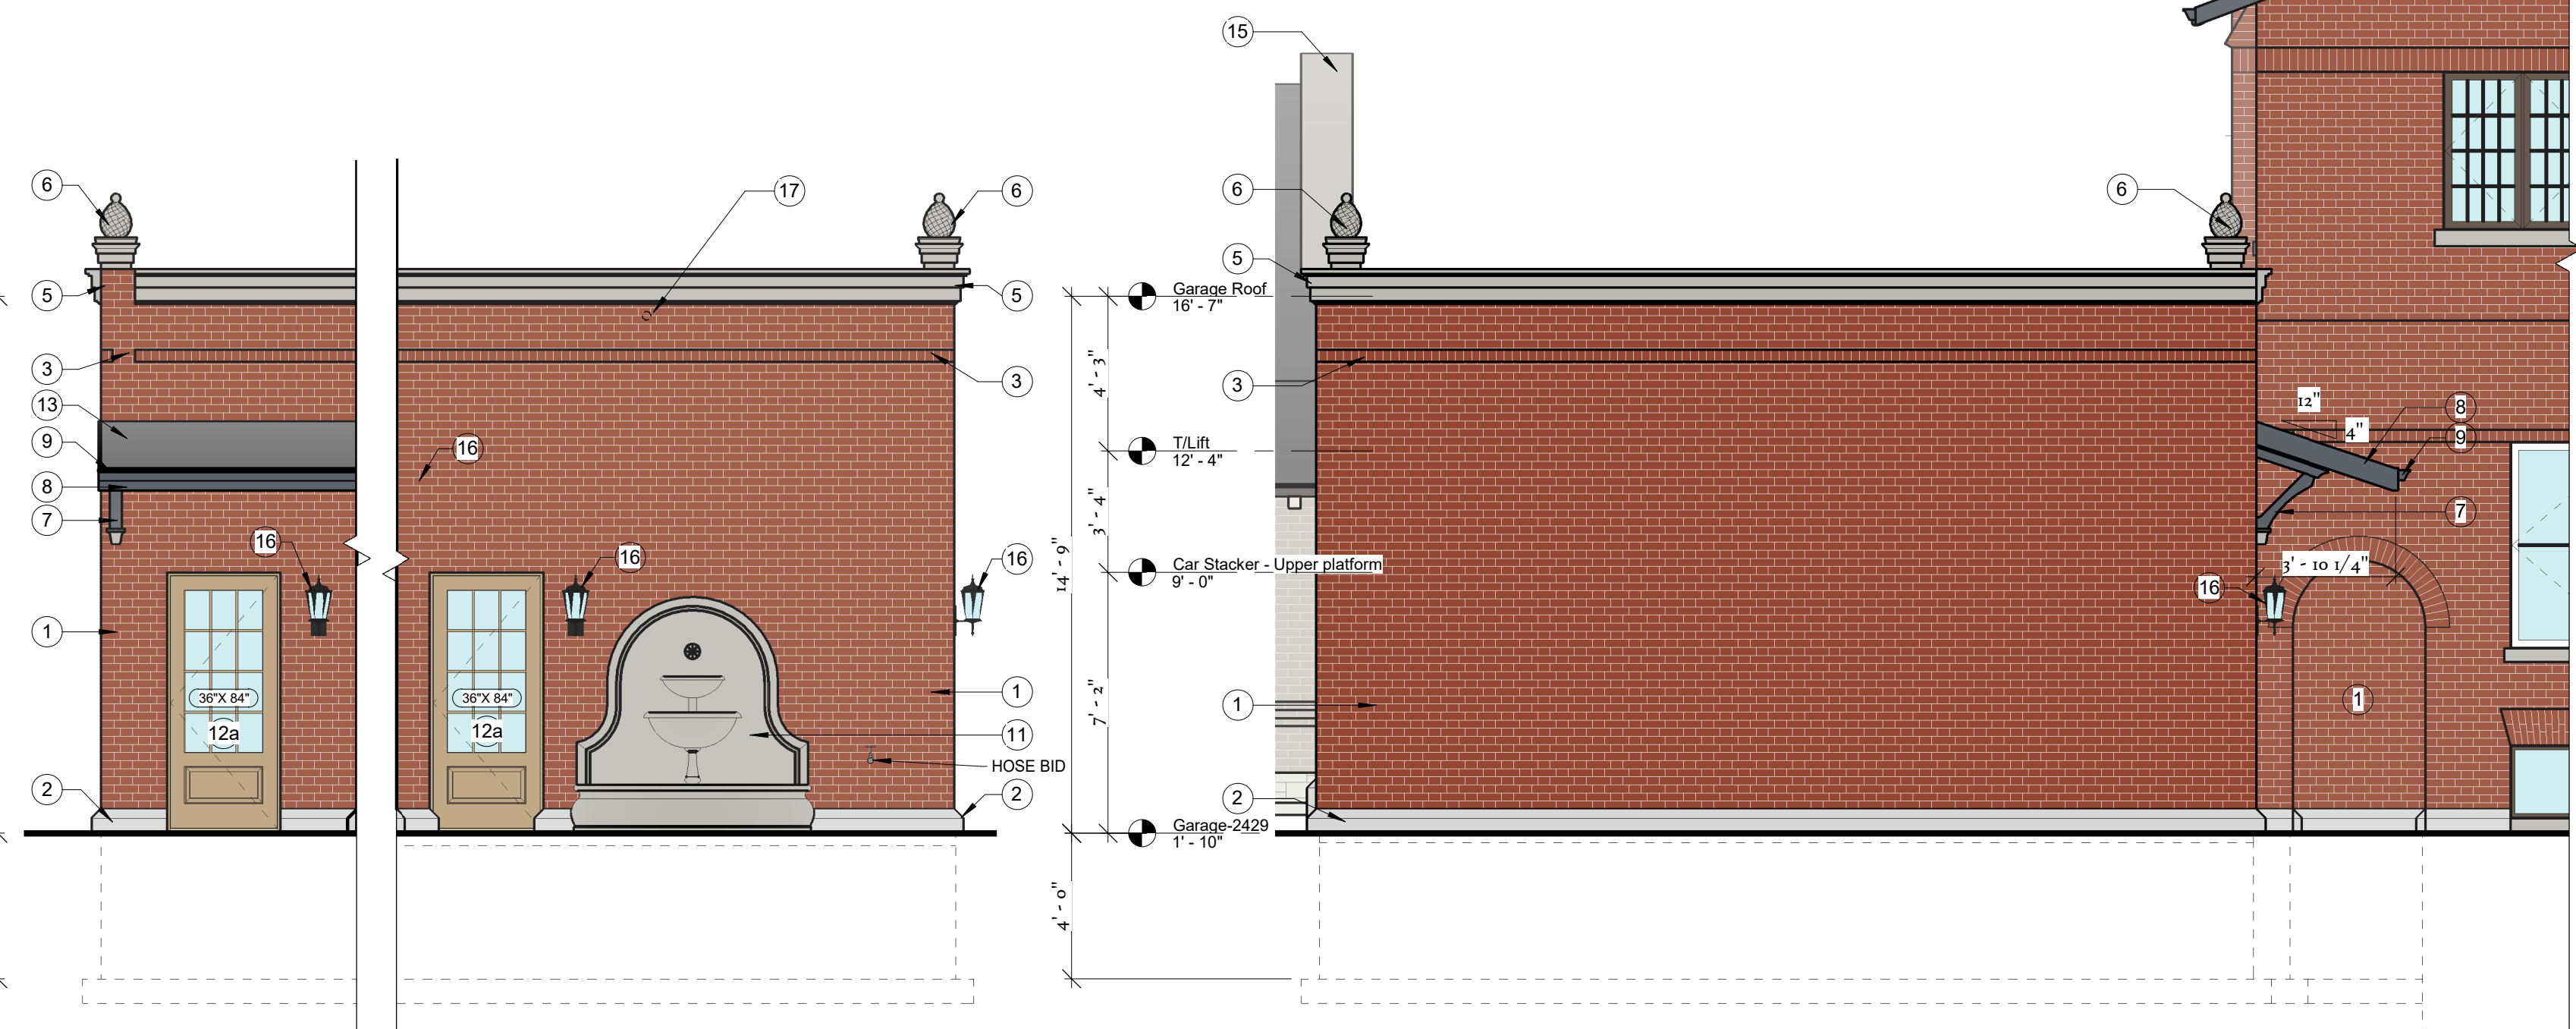 6
17
6
5
5
3
3
13
9
16
8
7
16
16
16
1
1
36"X 84"
12a
36"X 84"
12a
11
HOSE BID
2
2
15
6
6
5
Garage Roof
16' - 7"
4' - 3"
3
T/Lift
12' - 4"
3' - 4"
14' - 9"
Car Stacker - Upper platform
9' - 0"
7' - 2"
1
2
Garage-2429
1' - 10"
4' - 0"
12"
4"
8
9
7
3' - 10 1/4"
16
1